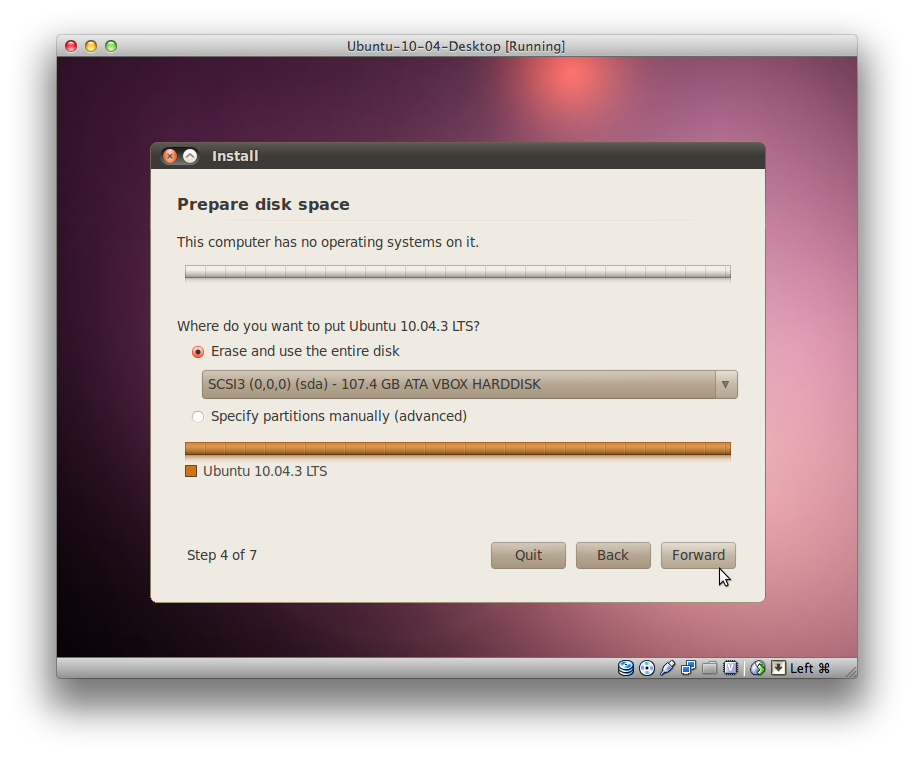 Ubuntu-10-04-Desktop [Running]
Install
Prepare disk space
This computer has no operating systems on it.
Where do you want to put Ubuntu 10.04.3 LTS?
Erase and use the entire disk
SCSI3 (0,0,0) (sda) - 107.4 GB ATA VBOX HARDDISK
Specify partitions manually (advanced)
Ubuntu 10.04.3 LTS
Step 4 of 7
Quit
Back
Forward
Left ⌘